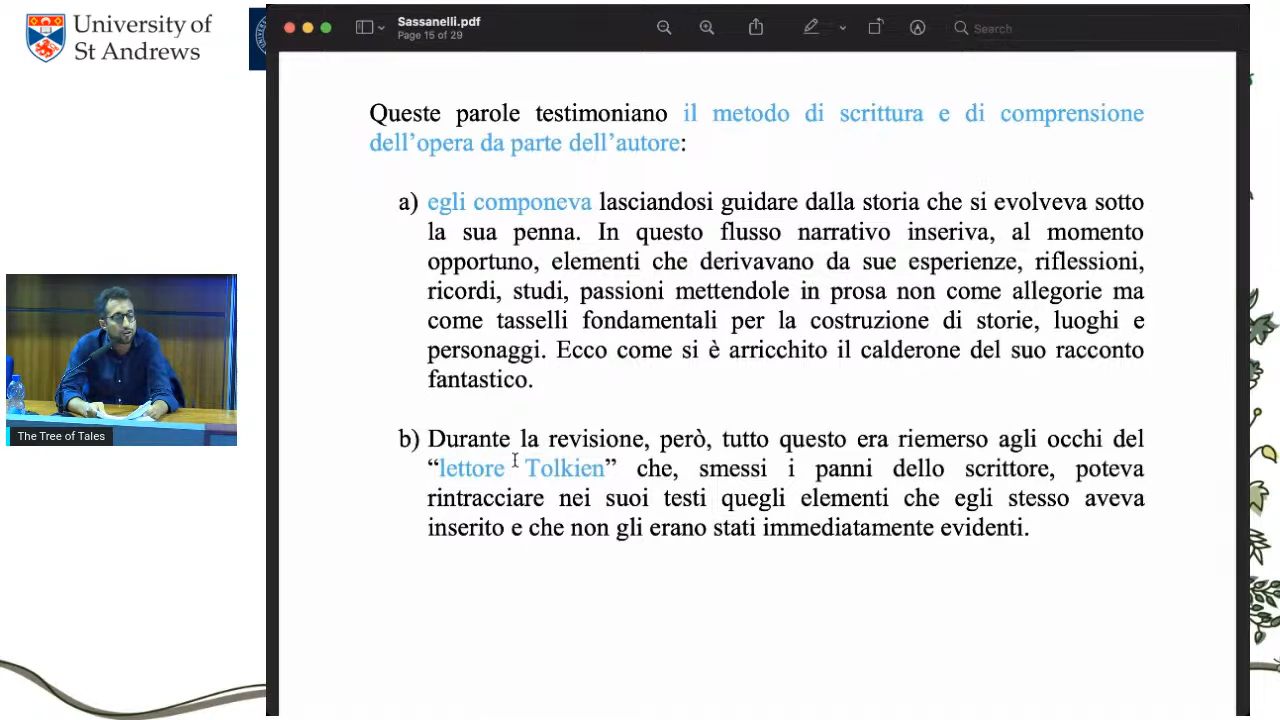 University of
St Andrews
Sassanelli.pdf
Page 15 of 29
Search
Queste parole testimoniano il metodo di scrittura e di comprensione
dell’opera da parte dell’autore:
a) egli componeva lasciandosi guidare dalla storia che si evolveva sotto
la sua penna. In questo flusso narrativo inseriva, al momento
opportuno, elementi che derivavano da sue esperienze, riflessioni,
ricordi, studi, passioni mettendole in prosa non come allegorie ma
come tasselli fondamentali per la costruzione di storie, luoghi e
personaggi. Ecco come si è arricchito il calderone del suo racconto
fantastico.
b) Durante la revisione, però, tutto questo era riemerso agli occhi del
“lettore Tolkien” che, smessi i panni dello scrittore, poteva
rintracciare nei suoi testi quegli elementi che egli stesso aveva
inserito e che non gli erano stati immediatamente evidenti.
The Tree of Tales